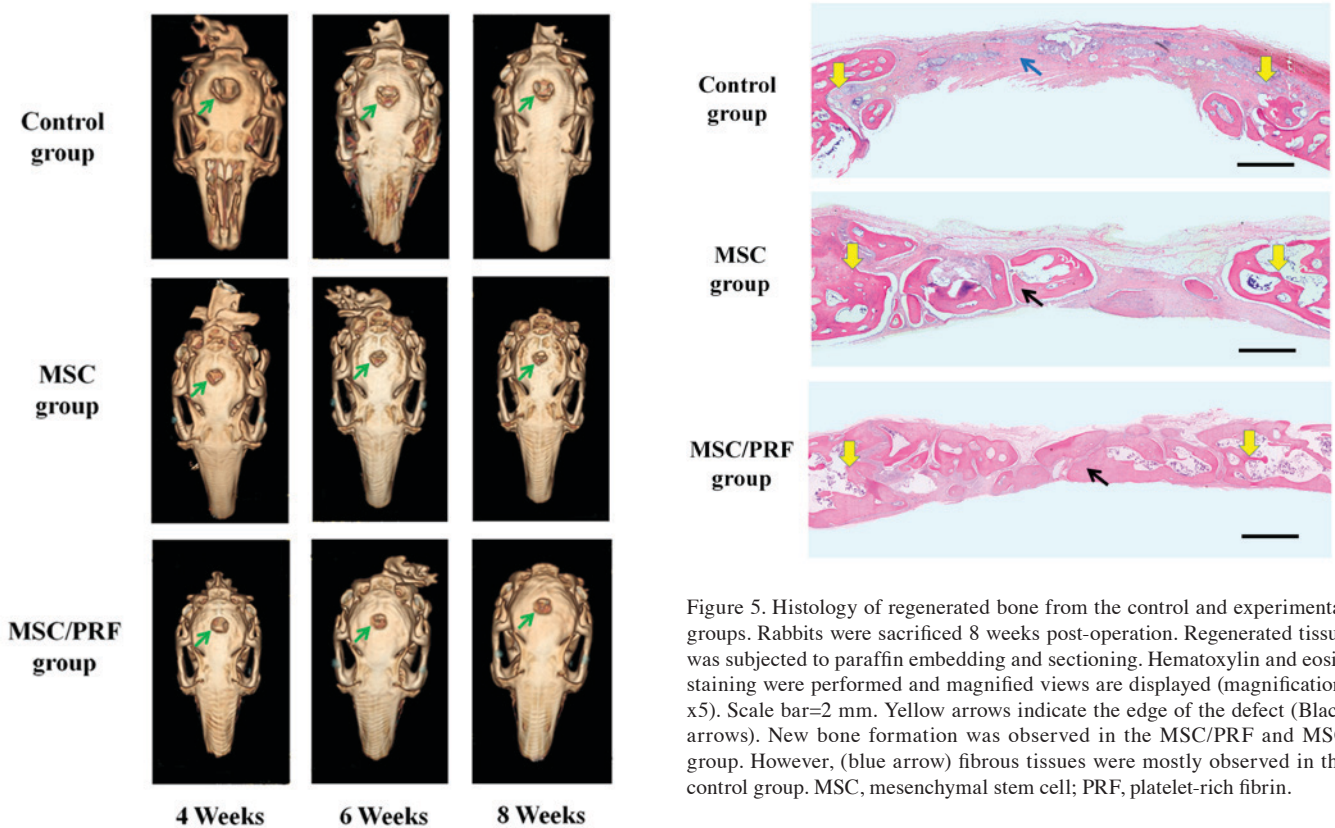 Control
group
MSC
group
MSC/PRF
group
4 Weeks
6 Weeks
8 Weeks
Control
group
MSC
group
MSC/PRF
group
Figure 5. Histology of regenerated bone from the control and experimenta
groups. Rabbits were sacrificed 8 weeks post-operation. Regenerated tissu
was subjected to paraffin embedding and sectioning. Hematoxylin and eosi
staining were performed and magnified views are displayed (magnification
x5). Scale bar=2 mm. Yellow arrows indicate the edge of the defect (Blac
arrows). New bone formation was observed in the MSC/PRF and MSC
group. However, (blue arrow) fibrous tissues were mostly observed in th
control group. MSC, mesenchymal stem cell; PRF, platelet-rich fibrin.